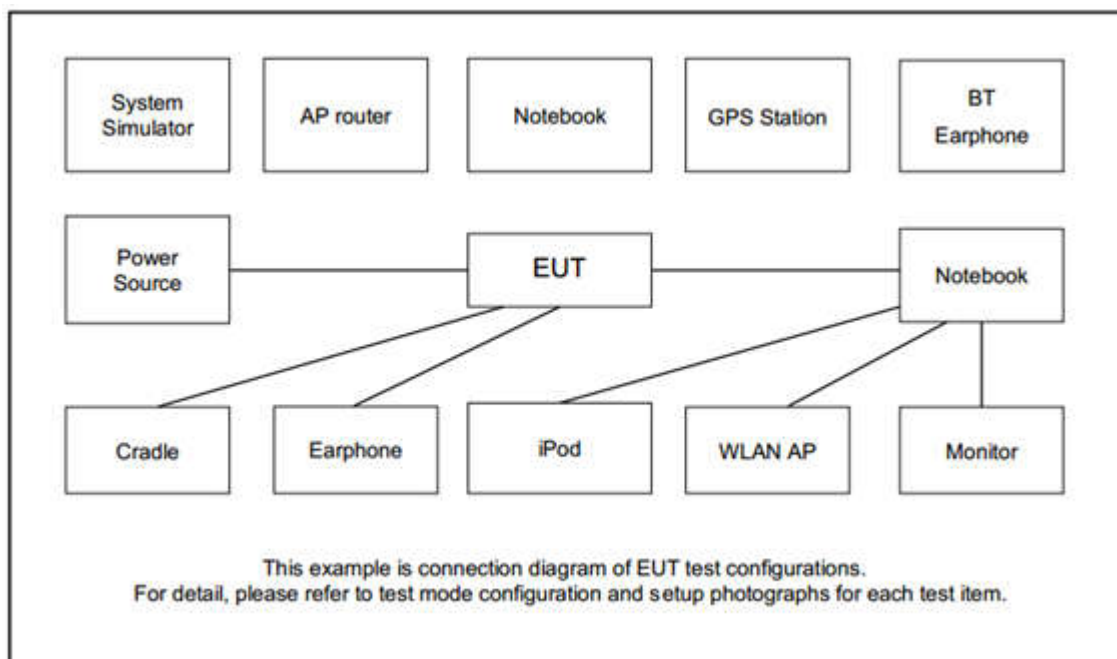 System
Simulator
AP router
Notebook
GPS Station
BT
Earphone
Power
Source
EUT
Notebook
Cradle
Earphone
iPod
WLAN AP
Monitor
This example is connection diagram of EUT test configurations.
For detail, please refer to test mode configuration and setup photographs for each test item.